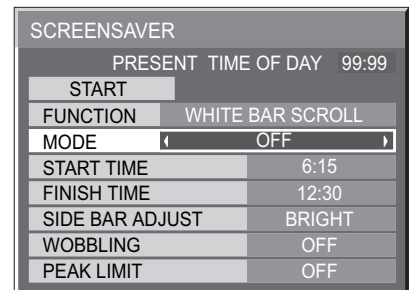 SCREENSAVER
PRESENT TIME OF DAY 99:99
START
FUNCTION WHITE BAR SCROLL
MODE OFF
START TIME 6:15
FINISH TIME 12:30
SIDE BAR ADJUST BRIGHT
WOBBLING OFF
PEAK LIMIT OFF